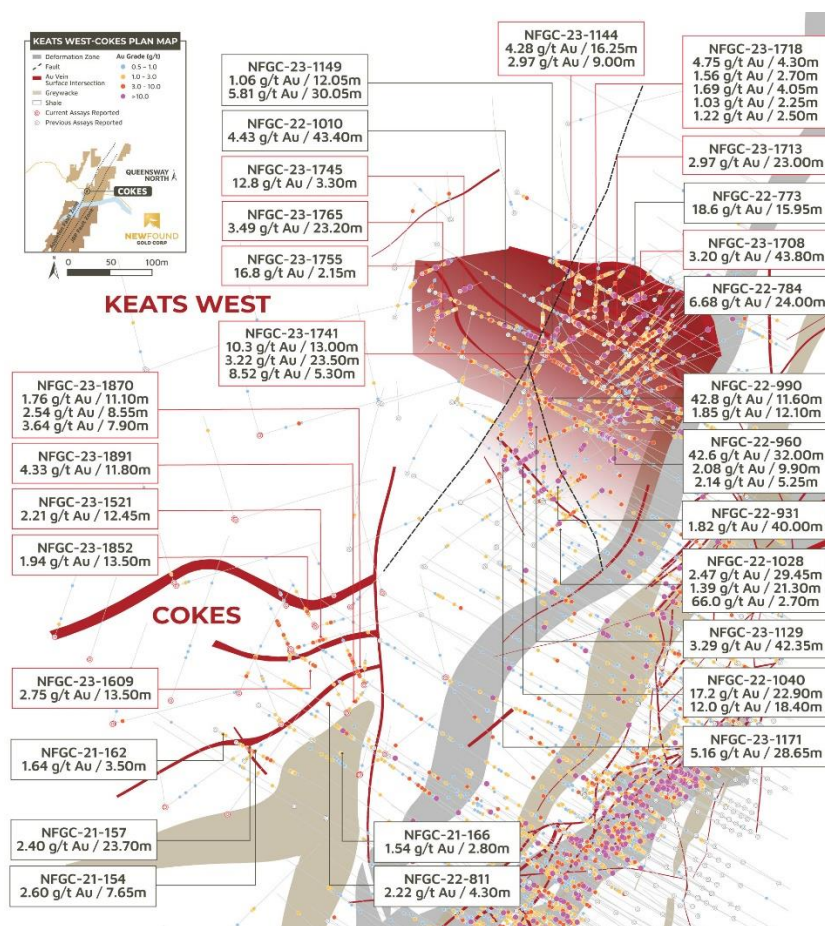 KEATS WEST-COKES PLAN MAP
Deformation Zone
Fault
Au Vein
Surface Intersection
Greywacke
Shale
Current Assays Reported
Previous Assays Reported
Au Grade (g/t)
0.5 - 1.0
1.0 - 3.0
3.0 - 10.0
>10.0
QUEENSWAY
NORTH
COKES
NEWFOUND
GOLD CORP
0 50 100m
NFGC-23-1149
1.06 g/t Au / 12.05m
5.81 g/t Au / 30.05m
NFGC-22-1010
4.43 g/t Au / 43.40m
NFGC-23-1745
12.8 g/t Au / 3.30m
NFGC-23-1765
3.49 g/t Au / 23.20m
NFGC-23-1755
16.8 g/t Au / 2.15m
NFGC-23-1144
4.28 g/t Au / 16.25m
2.97 g/t Au / 9.00m
NFGC-23-1718
4.75 g/t Au / 4.30m
1.56 g/t Au / 2.70m
1.69 g/t Au / 4.05m
1.03 g/t Au / 2.25m
1.22 g/t Au / 2.50m
NFGC-23-1713
2.97 g/t Au / 23.00m
NFGC-22-773
18.6 g/t Au / 15.95m
NFGC-23-1708
3.20 g/t Au / 43.80m
NFGC-22-784
6.68 g/t Au / 24.00m
KEATS WEST
NFGC-23-1741
10.3 g/t Au / 13.00m
3.22 g/t Au / 23.50m
8.52 g/t Au / 5.30m
NFGC-23-1870
1.76 g/t Au / 11.10m
2.54 g/t Au / 8.55m
3.64 g/t Au / 7.90m
NFGC-23-1891
4.33 g/t Au / 11.80m
NFGC-23-1521
2.21 g/t Au / 12.45m
NFGC-23-1852
1.94 g/t Au / 13.50m
COKES
NFGC-23-1609
2.75 g/t Au / 13.50m
NFGC-21-162
1.64 g/t Au / 3.50m
NFGC-21-157
2.40 g/t Au / 23.70m
NFGC-21-154
2.60 g/t Au / 7.65m
NFGC-21-166
1.54 g/t Au / 2.80m
NFGC-22-811
2.22 g/t Au / 4.30m
NFGC-22-990
42.8 g/t Au / 11.60m
1.85 g/t Au / 12.10m
NFGC-22-960
42.6 g/t Au / 32.00m
2.08 g/t Au / 9.90m
2.14 g/t Au / 5.25m
NFGC-22-931
1.82 g/t Au / 40.00m
NFGC-22-1028
2.47 g/t Au / 29.45m
1.39 g/t Au / 21.30m
66.0 g/t Au / 2.70m
NFGC-23-1129
3.29 g/t Au / 42.35m
NFGC-22-1040
17.2 g/t Au / 22.90m
12.0 g/t Au / 18.40m
NFGC-23-1171
5.16 g/t Au / 28.65m